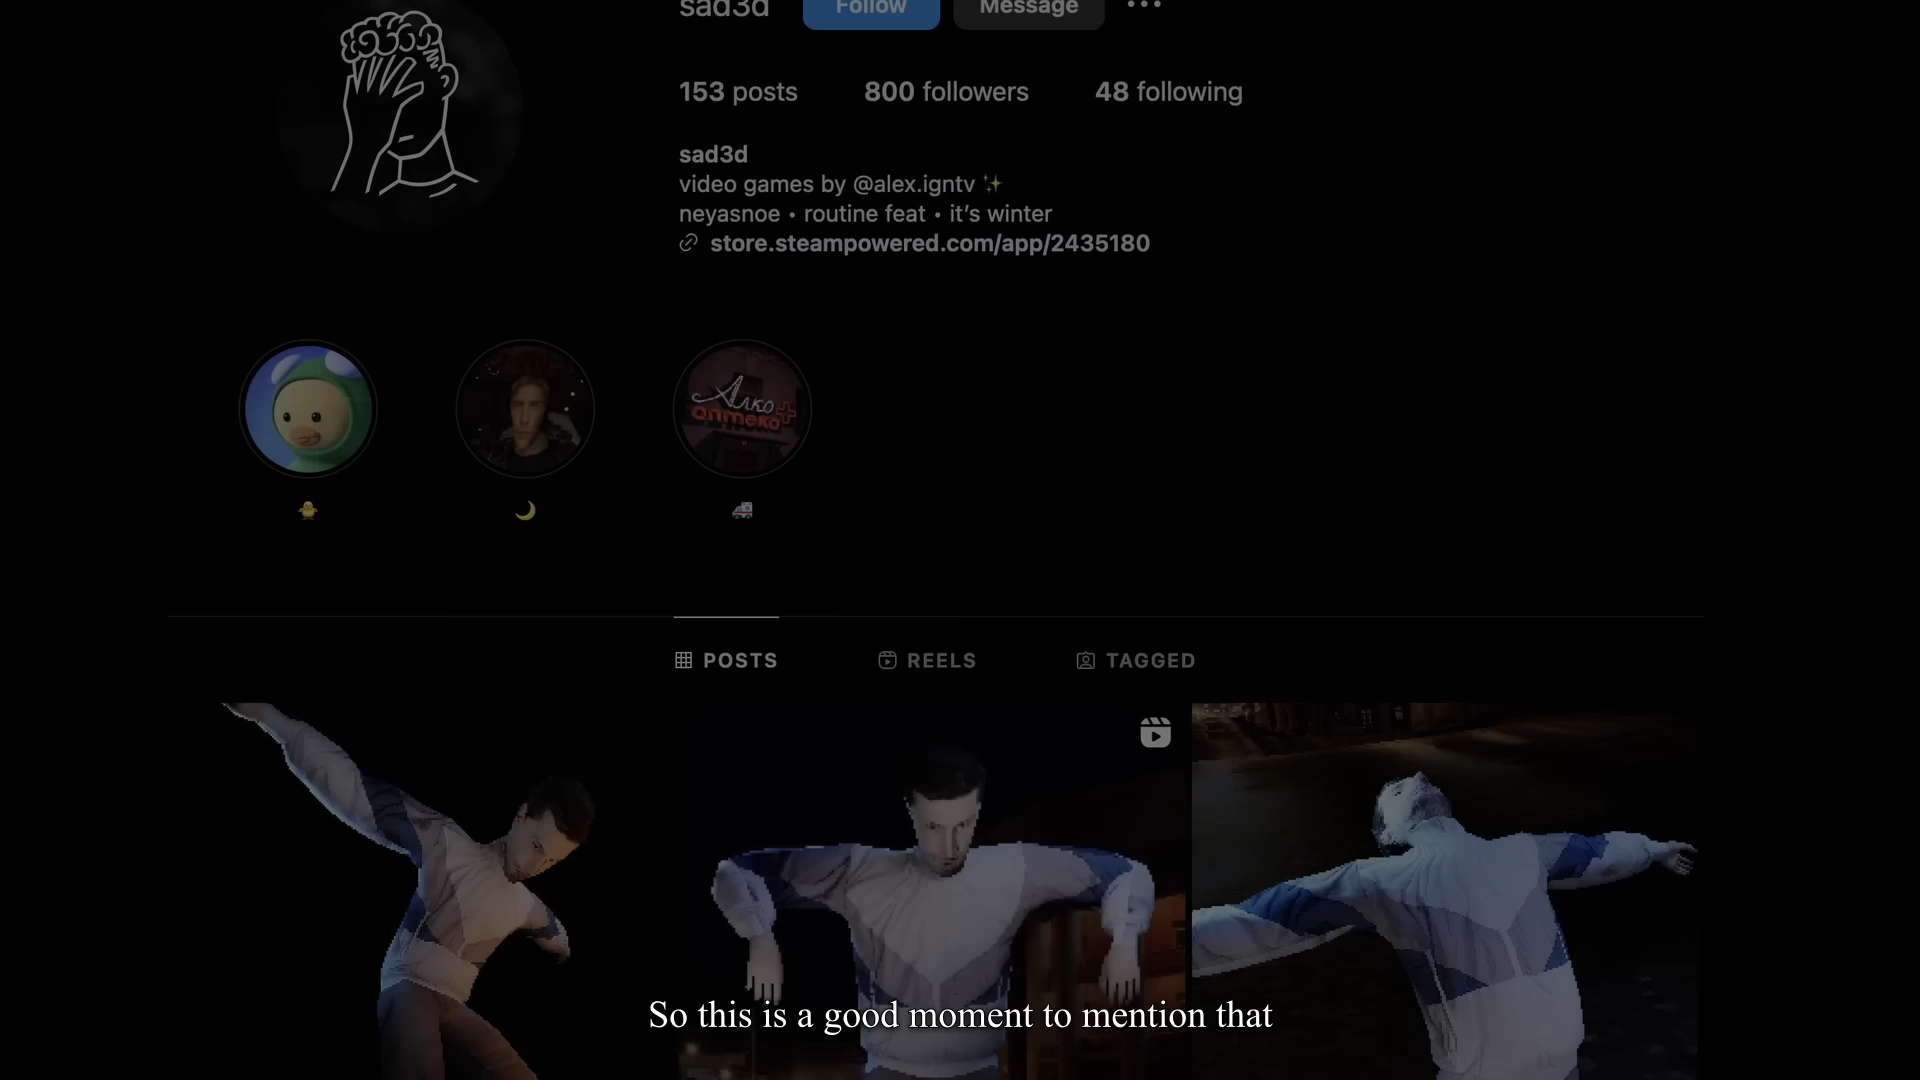 sad3d
Follow
Message
153 posts
800 followers
48 following
sad3d
video games by @alex.igntv ✨
neyasnoe • routine feat • it’s winter
store.steampowered.com/app/2435180
Алко
аптека
POSTS
REELS
TAGGED
So this is a good moment to mention that